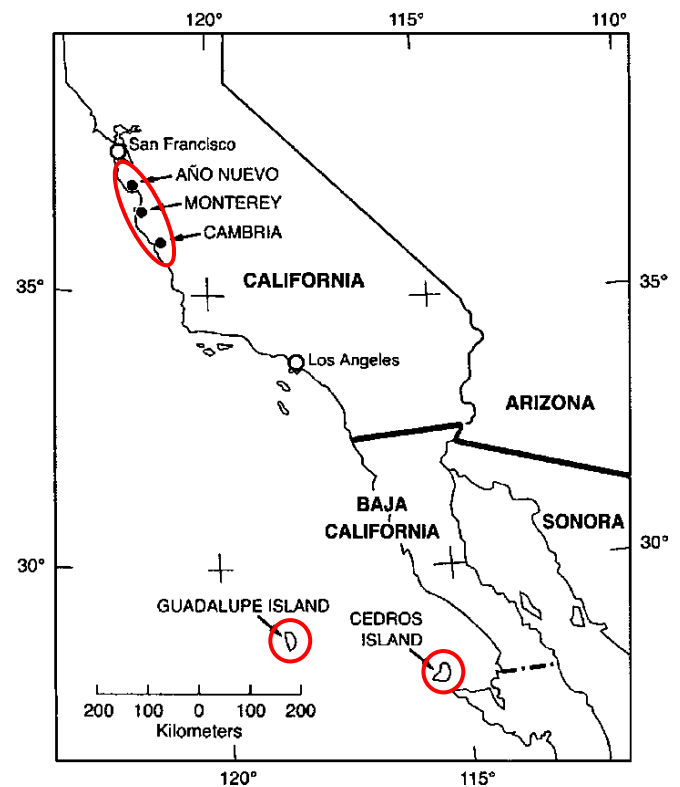 120°
115°
110°
San Francisco
AÑO NUEVO
MONTEREY
CAMBRIA
35°
CALIFORNIA
35°
Los Angeles
ARIZONA
BAJA
CALIFORNIA
SONORA
30°
30°
GUADALUPE ISLAND
CEDROS
ISLAND
200 100 0 100 200
Kilometers
120°
115°